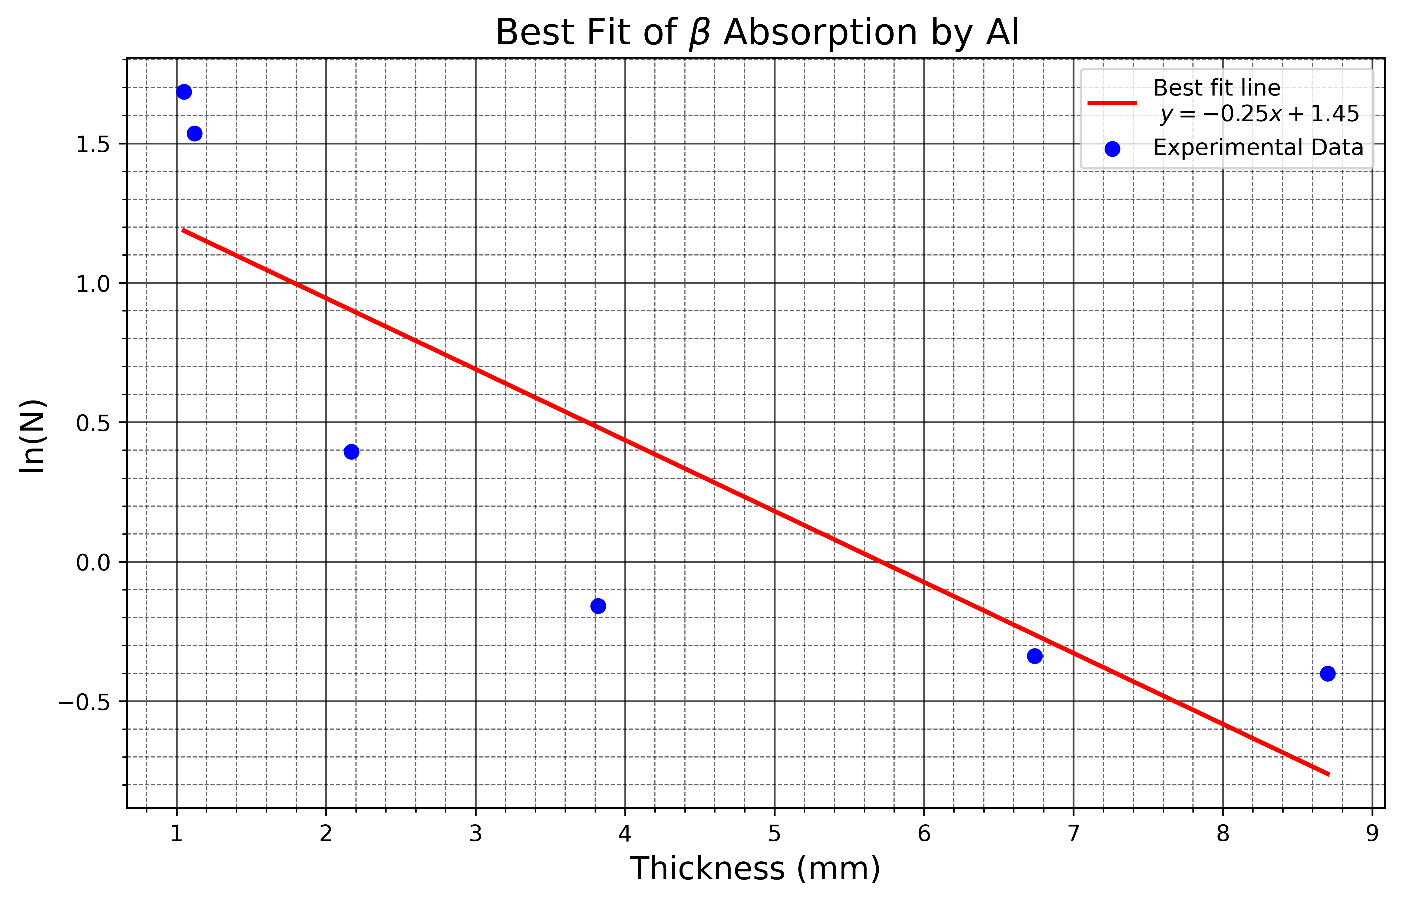 Best Fit of β Absorption by Al
Best fit line
y = −0.25x + 1.45
Experimental Data
ln(N)
1.5
1.0
0.5
0.0
−0.5
1 2 3 4 5 6 7 8 9
Thickness (mm)